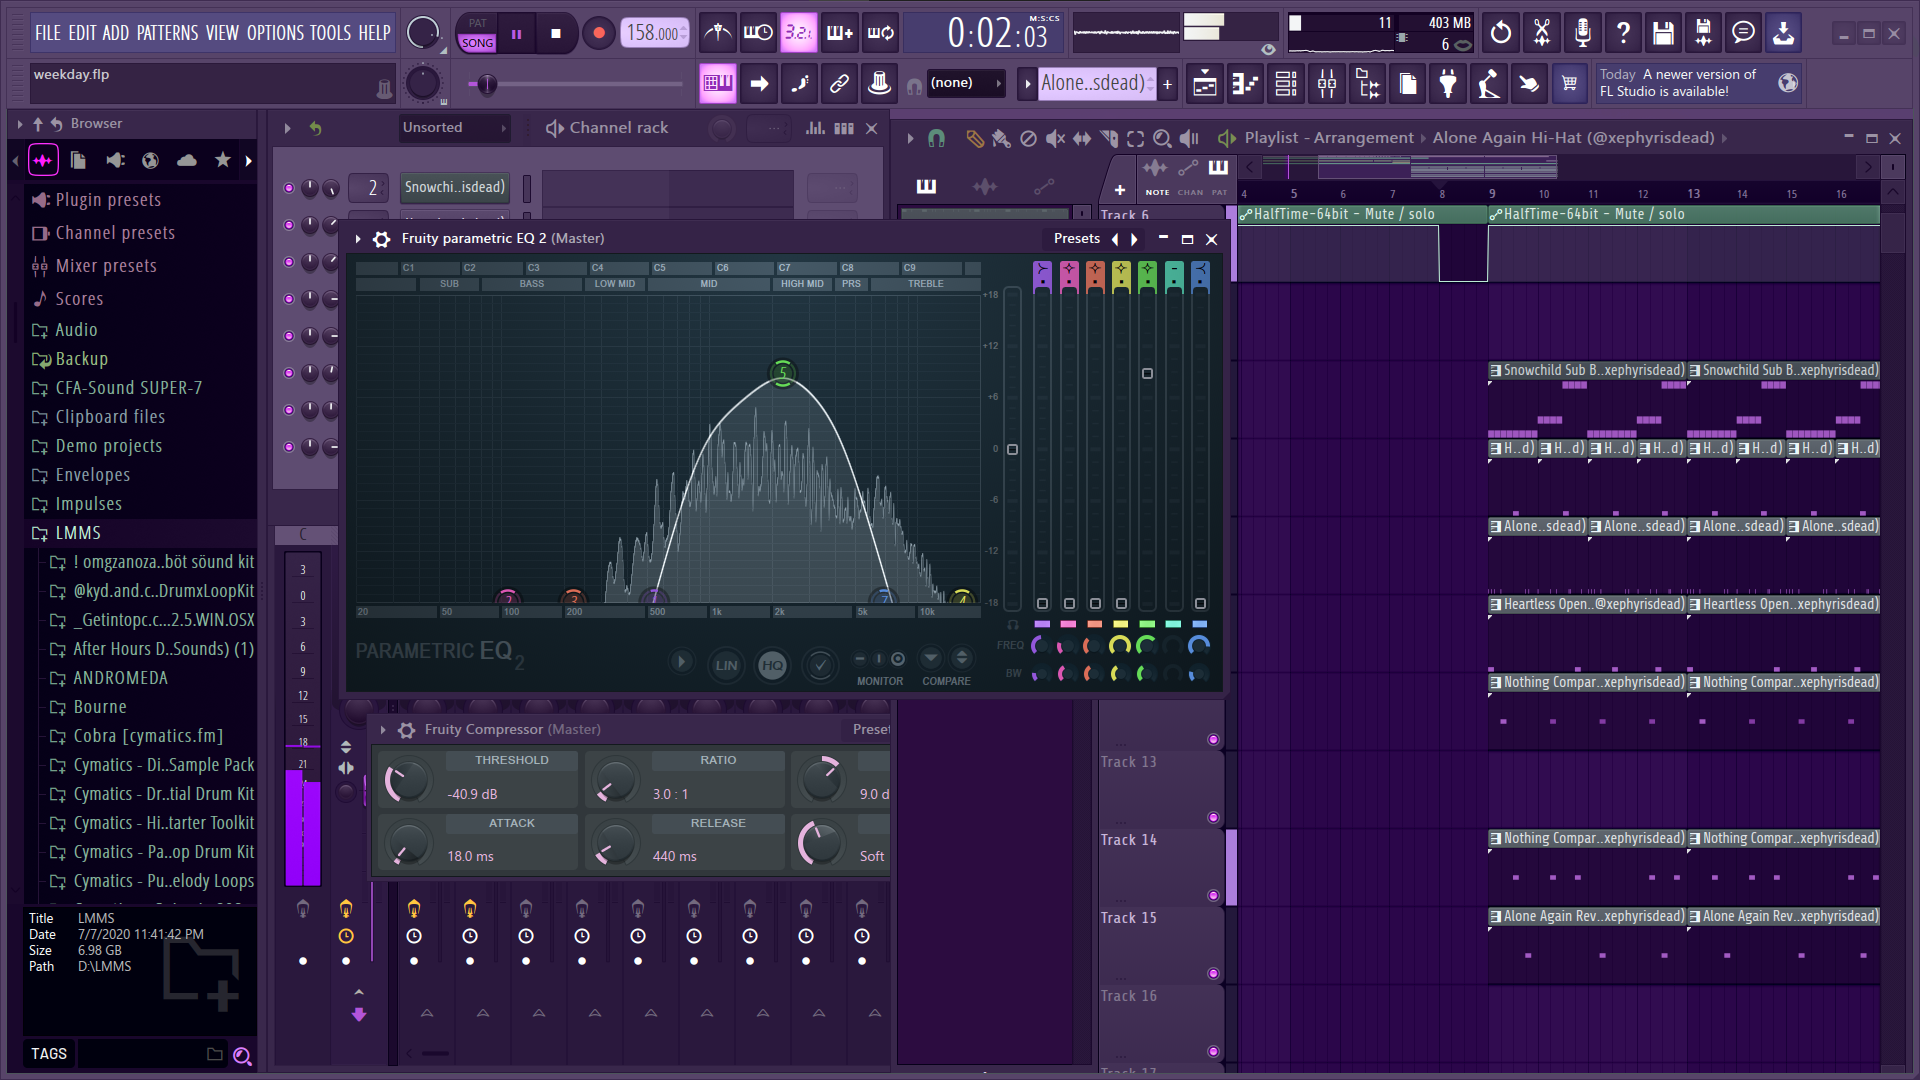 FILE EDIT ADD PATTERNS VIEW OPTIONS TOOLS HELP
PAT
SONG
158.000
3.2.1
0:02:03
M:S:CS
11
403 MB
6
weekday.flp
(none)
Alone..sdead)
Today A newer version of
FL Studio is available!
Browser
Unsorted
Channel rack
Playlist - Arrangement
Alone Again Hi-Hat (@xephyrisdead)
Plugin presets
Channel presets
Mixer presets
Scores
Audio
Backup
CFA-Sound SUPER-7
Clipboard files
Demo projects
Envelopes
Impulses
LMMS
! omgzanoza..böt söund kit
@kyd.and.c..DrumxLoopKit
_Getintopc.c...2.5.WIN.OSX
After Hours D..Sounds) (1)
ANDROMEDA
Bourne
Cobra [cymatics.fm]
Cymatics - Di..Sample Pack
Cymatics - Dr..tial Drum Kit
Cymatics - Hi..tarter Toolkit
Cymatics - Pa..op Drum Kit
Cymatics - Pu..elody Loops
Title LMMS
Date 7/7/2020 11:41:42 PM
Size 6.98 GB
Path D:\LMMS
TAGS
2
Snowchi..isdead)
Fruity parametric EQ 2 (Master)
Presets
C1 C2 C3 C4 C5 C6 C7 C8 C9
SUB BASS LOW MID MID HIGH MID PRS TREBLE
+18
+12
+6
0
-6
-12
-18
5
2 3 7 4
20 50 100 200 500 1k 2k 5k 10k
PARAMETRIC EQ 2
LIN
HQ
MONITOR
COMPARE
FREQ
BW
C
3
0
3
6
9
12
15
18
21
Fruity Compressor (Master)
Preset
THRESHOLD
-40.9 dB
RATIO
3.0 : 1
9.0 d
ATTACK
18.0 ms
RELEASE
440 ms
Soft
NOTE CHAN PAT
4 5 6 7 8 9 10 11 12 13 14 15 16
Track 6
HalfTime-64bit - Mute / solo
HalfTime-64bit - Mute / solo
Snowchild Sub B..xephyrisdead)
Snowchild Sub B..xephyrisdead)
H..d) H..d) H..d) H..d) H..d) H..d) H..d) H..d)
Alone..sdead) Alone..sdead) Alone..sdead) Alone..sdead)
Heartless Open..@xephyrisdead)
Heartless Open..xephyrisdead)
Nothing Compar..xephyrisdead)
Nothing Compar..xephyrisdead)
Track 13
Track 14
Nothing Compar..xephyrisdead)
Nothing Compar..xephyrisdead)
Track 15
Alone Again Rev..xephyrisdead)
Alone Again Rev..xephyrisdead)
Track 16